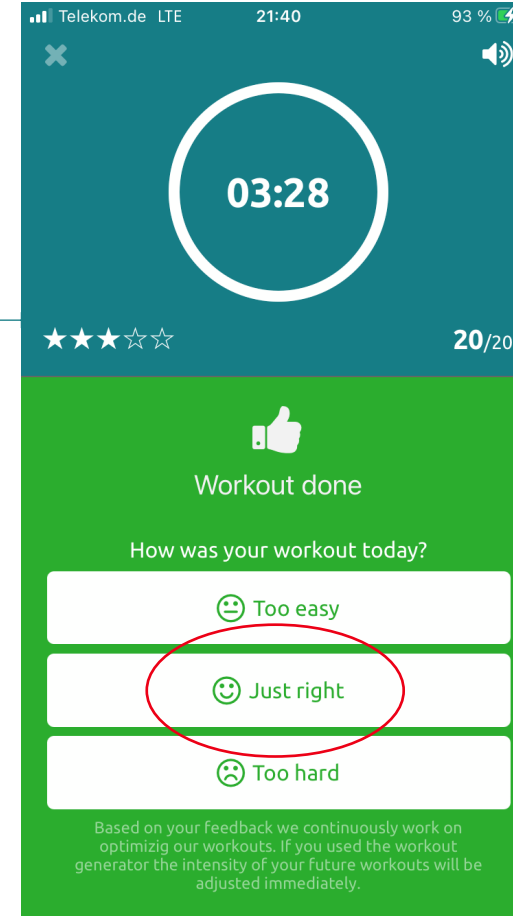 Telekom.de LTE 21:40 93 %
03:28
★★★☆☆ 20/20
Workout done
How was your workout today?
Too easy
Just right
Too hard
Based on your feedback we continuously work on
optimizig our workouts. If you used the workout
generator the intensity of your future workouts will be
adjusted immediately.